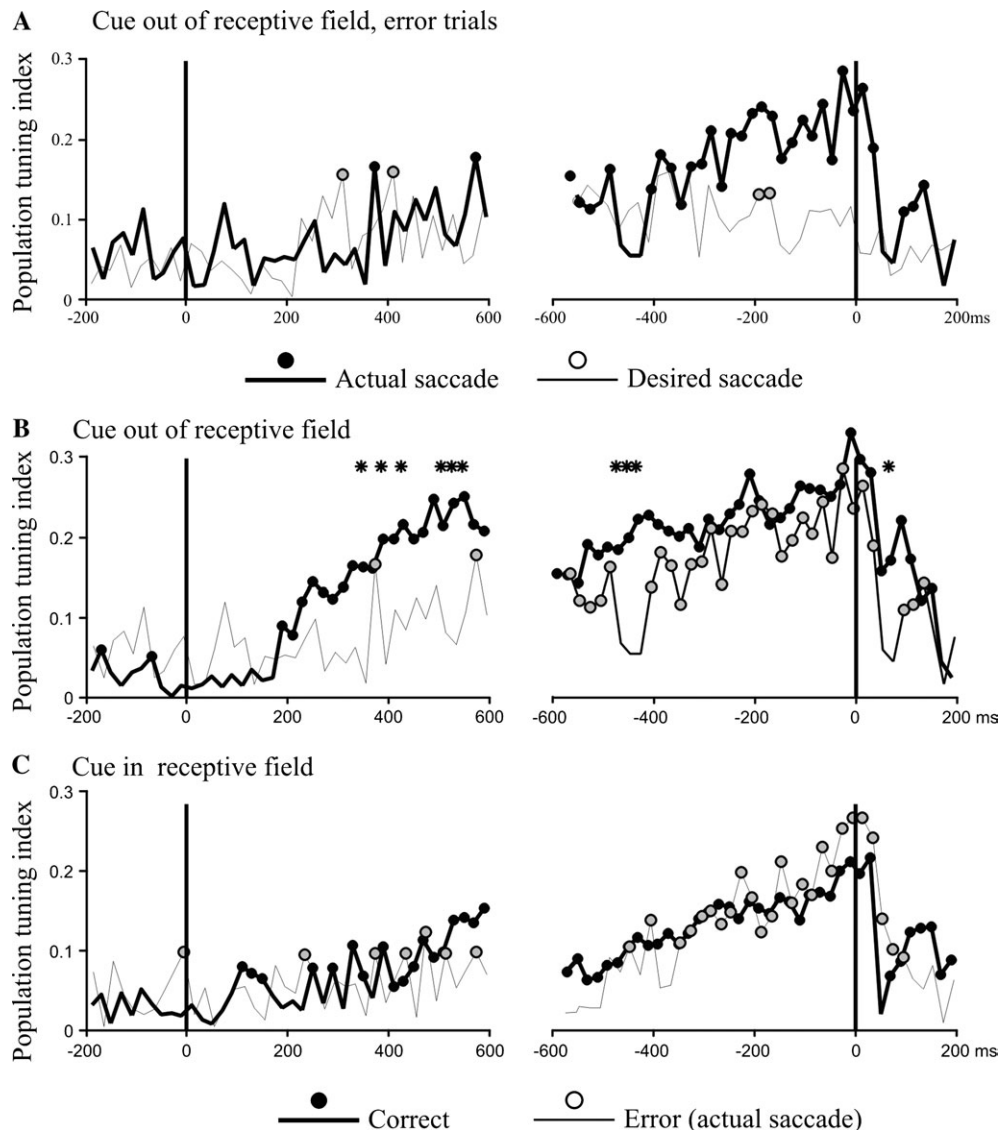 A Cue out of receptive field, error trials
Population tuning index
0.3
0.2
0.1
0
-200 0 200 400 600
-600 -400 -200 0 200ms
Actual saccade
Desired saccade
B Cue out of receptive field
Population tuning index
0.3
0.2
0.1
0
*** ***
*** *
-200 0 200 400 600
-600 -400 -200 0 200 ms
C Cue in receptive field
Population tuning index
0.3
0.2
0.1
0
-200 0 200 400 600
-600 -400 -200 0 200 ms
Correct
Error (actual saccade)